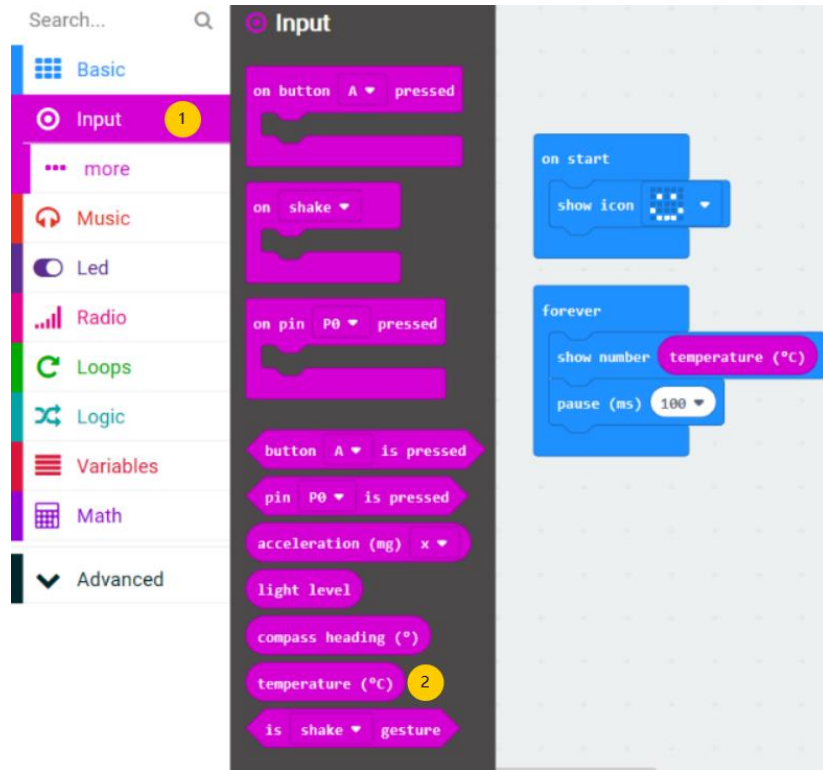 Search...
Basic
Input 1
more
Music
Led
Radio
Loops
Logic
Variables
Math
Advanced
Input
on button A pressed
on shake
on pin P0 pressed
button A is pressed
pin P0 is pressed
acceleration (mg) x
light level
compass heading (°)
temperature (°C) 2
is shake gesture
on start
show icon
forever
show number temperature (°C)
pause (ms) 100